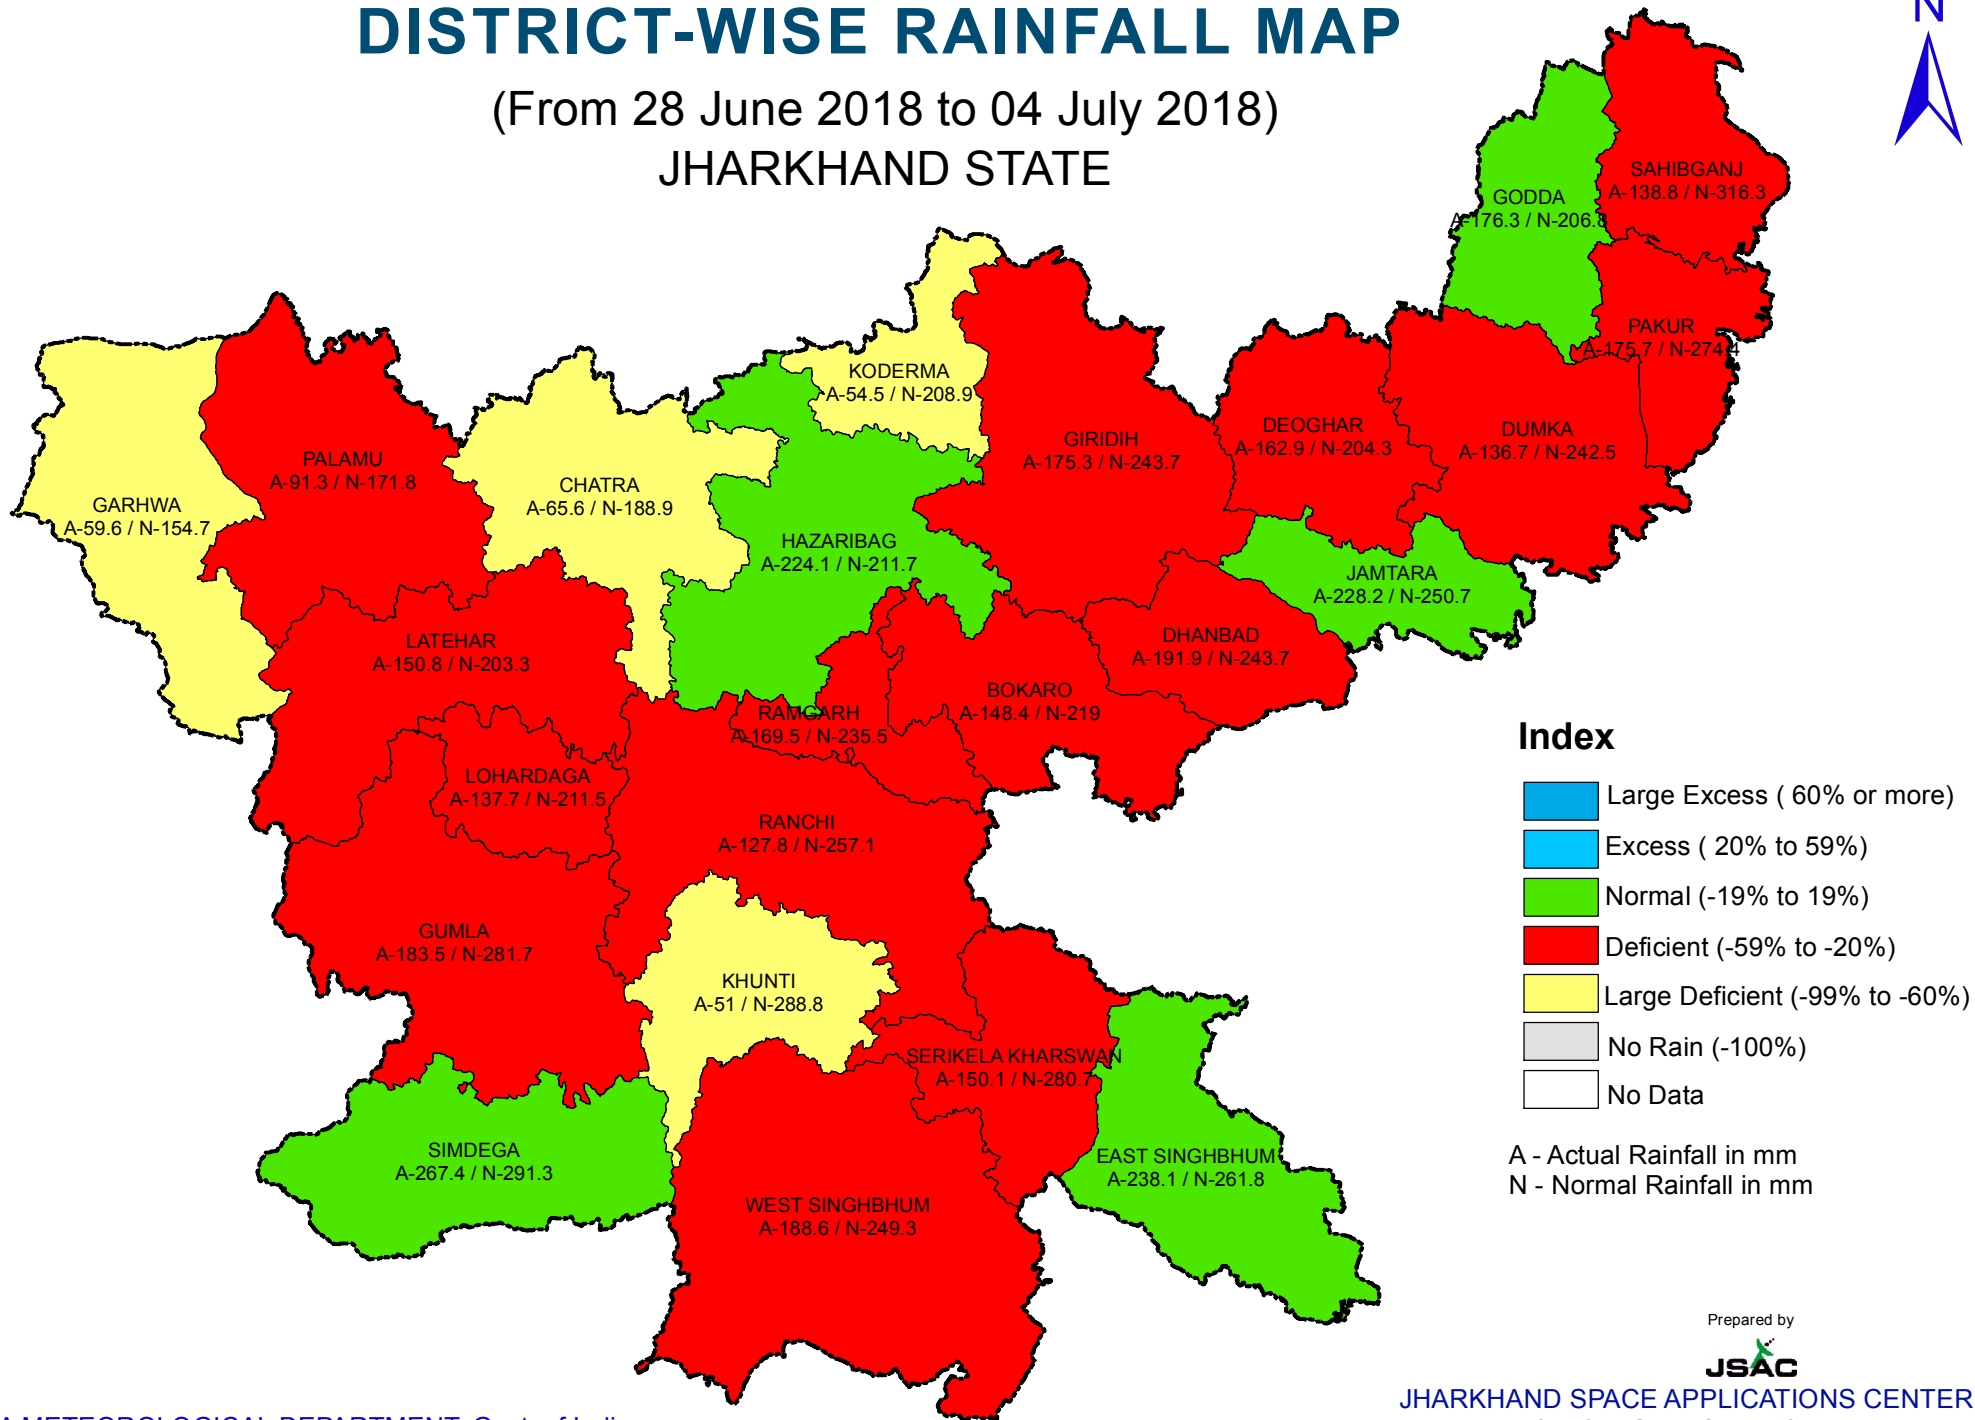 DISTRICT-WISE RAINFALL MAP
N
(From 28 June 2018 to 04 July 2018)
JHARKHAND STATE
SAHIBGANJ
A-138.8 / N-316.3
GODDA
A-176.3 / N-206.8
PAKUR
A-175.7 / N-274.4
KODERMA
A-54.5 / N-208.9
DEOGHAR
A-162.9 / N-204.3
DUMKA
A-136.7 / N-242.5
GIRIDIH
A-175.3 / N-243.7
PALAMU
A-91.3 / N-171.8
CHATRA
A-65.6 / N-188.9
GARHWA
A-59.6 / N-154.7
HAZARIBAG
A-224.1 / N-211.7
JAMTARA
A-228.2 / N-250.7
LATEHAR
A-150.8 / N-203.3
DHANBAD
A-191.9 / N-243.7
BOKARO
A-148.4 / N-219
RAMGARH
A-169.5 / N-235.5
LOHARDAGA
A-137.7 / N-211.5
RANCHI
A-127.8 / N-257.1
GUMLA
A-183.5 / N-281.7
KHUNTI
A-51 / N-288.8
SERIKELA KHARSWAN
A-150.1 / N-280.7
SIMDEGA
A-267.4 / N-291.3
EAST SINGHBHUM
A-238.1 / N-261.8
WEST SINGHBHUM
A-188.6 / N-249.3
Index
Large Excess ( 60% or more)
Excess ( 20% to 59%)
Normal (-19% to 19%)
Deficient (-59% to -20%)
Large Deficient (-99% to -60%)
No Rain (-100%)
No Data
A - Actual Rainfall in mm
N - Normal Rainfall in mm
Prepared by
JSAC
JHARKHAND SPACE APPLICATIONS CENTER
METEOROLOGICAL DEPARTMENT, Govt. of India